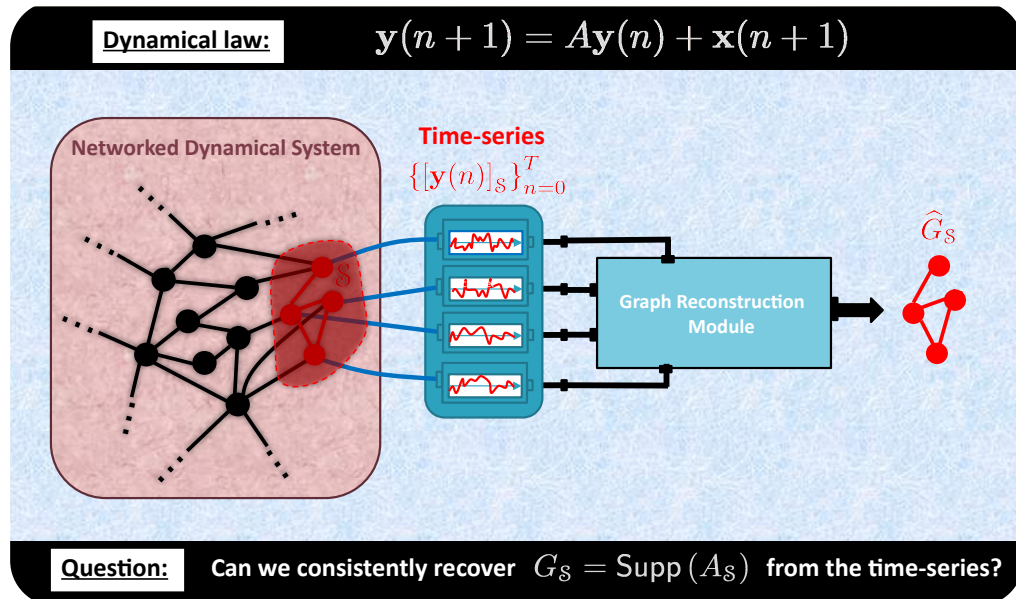 Dynamical law: 𝐲(n + 1) = A𝐲(n) + 𝐱(n + 1)
Networked Dynamical System
Time-series
{[𝐲(n)]_𝒮}_{n=0}^T
𝒮
Ĝ_𝒮
Graph Reconstruction
Module
Question: Can we consistently recover G_𝒮 = Supp (A_𝒮) from the time-series?